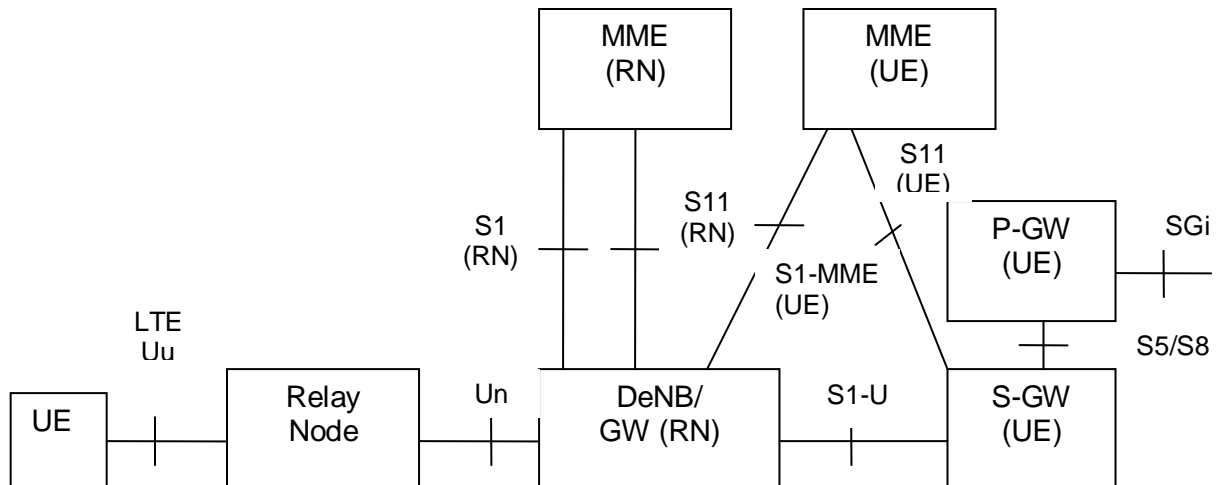 MME
(RN)
MME
(UE)
S11
(UE)
S11
(RN)
S1
(RN)
P-GW
(UE)
SGi
S1-MME
(UE)
LTE
Uu
S5/S8
UE
Relay
Node
Un
DeNB/
GW (RN)
S1-U
S-GW
(UE)